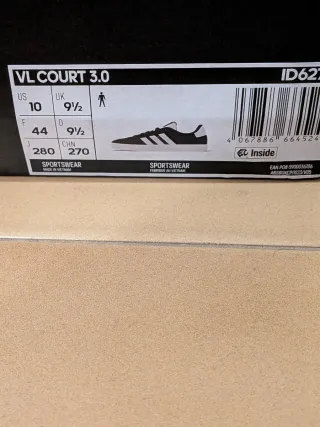 VL COURT 3.0 ID627
US UK
10 9½
F D
44 9½
J CHN
280 270
4 067886 664524
Inside
SPORTSWEAR SPORTSWEAR
MADE IN VIETNAM FABRIQUÉ EN VIETNAM